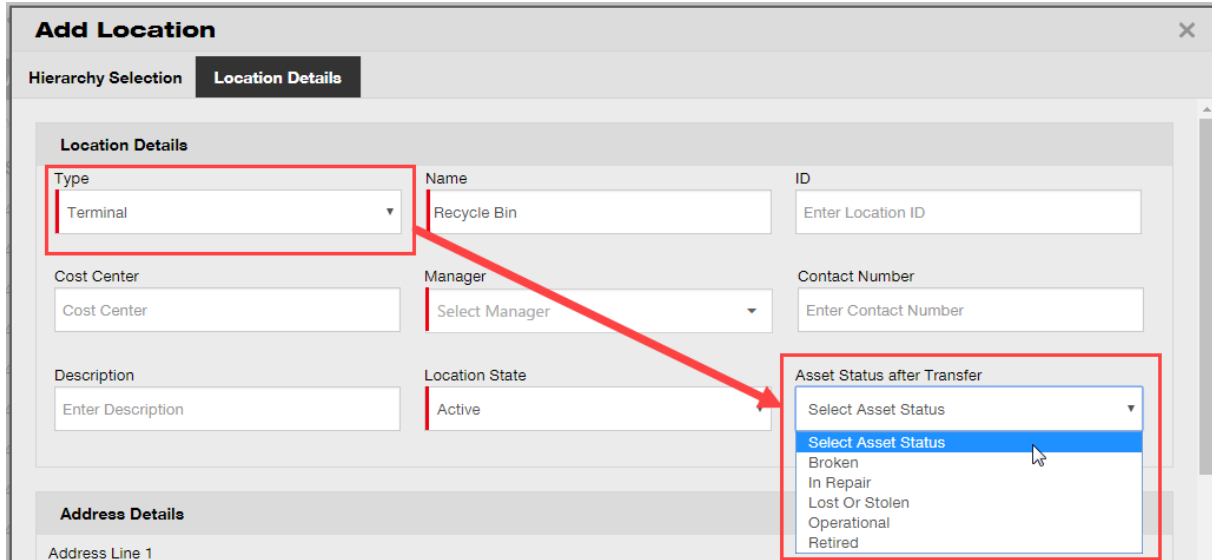 Add Location
Hierarchy Selection Location Details
Location Details
Type Name ID
Terminal Recycle Bin Enter Location ID
Cost Center Manager Contact Number
Cost Center Select Manager Enter Contact Number
Description Location State Asset Status after Transfer
Enter Description Active Select Asset Status
Select Asset Status
Broken
In Repair
Lost Or Stolen
Operational
Retired
Address Details
Address Line 1